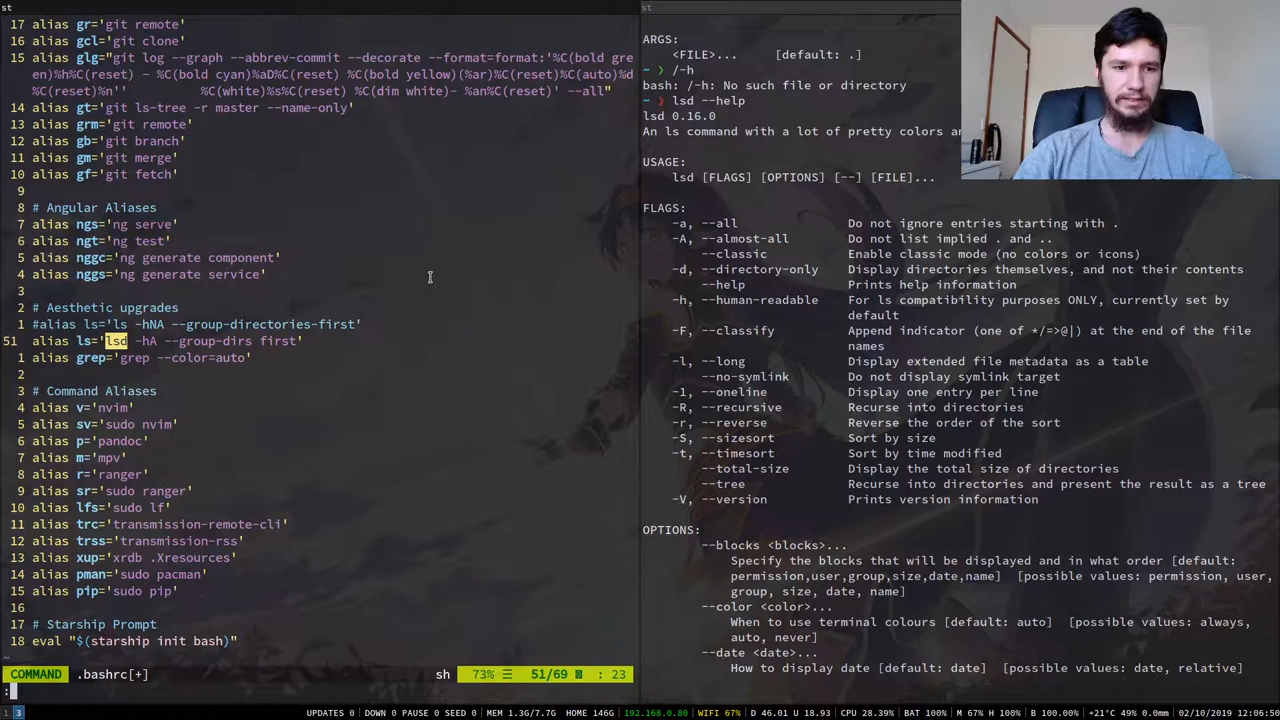 st
17 alias gr='git remote'
16 alias gcl='git clone'
15 alias glg="git log --graph --abbrev-commit --decorate --format=format:'%C(bold gre
en)%h%C(reset) - %C(bold cyan)%aD%C(reset) %C(bold yellow)(%ar)%C(reset)%C(auto)%d
%C(reset)%n''          %C(white)%s%C(reset) %C(dim white)- %an%C(reset)' --all"
14 alias gt='git ls-tree -r master --name-only'
13 alias grm='git remote'
12 alias gb='git branch'
11 alias gm='git merge'
10 alias gf='git fetch'
9
8 # Angular Aliases
7 alias ngs='ng serve'
6 alias ngt='ng test'
5 alias nggc='ng generate component'
4 alias nggs='ng generate service'
3
2 # Aesthetic upgrades
1 #alias ls='ls -hNA --group-directories-first'
51 alias ls='lsd -hA --group-dirs first'
1 alias grep='grep --color=auto'
2
3 # Command Aliases
4 alias v='nvim'
5 alias sv='sudo nvim'
6 alias p='pandoc'
7 alias m='mpv'
8 alias r='ranger'
9 alias sr='sudo ranger'
10 alias lfs='sudo lf'
11 alias trc='transmission-remote-cli'
12 alias trss='transmission-rss'
13 alias xup='xrdb .Xresources'
14 alias pman='sudo pacman'
15 alias pip='sudo pip'
16
17 # Starship Prompt
18 eval "$(starship init bash)"
~
COMMAND .bashrc[+] sh 73% ☰ 51/69 : 23
:
st
ARGS:
<FILE>... [default: .]
~ ❯ /-h
bash: /-h: No such file or directory
~ ❯ lsd --help
lsd 0.16.0
An ls command with a lot of pretty colors an
USAGE:
lsd [FLAGS] [OPTIONS] [--] [FILE]...
FLAGS:
-a, --all Do not ignore entries starting with .
-A, --almost-all Do not list implied . and ..
--classic Enable classic mode (no colors or icons)
-d, --directory-only Display directories themselves, and not their contents
--help Prints help information
-h, --human-readable For ls compatibility purposes ONLY, currently set by
default
-F, --classify Append indicator (one of */=>@|) at the end of the file
names
-l, --long Display extended file metadata as a table
--no-symlink Do not display symlink target
-1, --oneline Display one entry per line
-R, --recursive Recurse into directories
-r, --reverse Reverse the order of the sort
-S, --sizesort Sort by size
-t, --timesort Sort by time modified
--total-size Display the total size of directories
--tree Recurse into directories and present the result as a tree
-V, --version Prints version information
OPTIONS:
--blocks <blocks>...
Specify the blocks that will be displayed and in what order [default:
permission,user,group,size,date,name] [possible values: permission, user,
group, size, date, name]
--color <color>...
When to use terminal colours [default: auto] [possible values: always,
auto, never]
--date <date>...
How to display date [default: date] [possible values: date, relative]
1 3 UPDATES 0 | DOWN 0 PAUSE 0 SEED 0 | MEM 1.3G/7.7G | HOME 146G | 192.168.0.80 | WIFI 67% | D 46.01 U 18.93 | CPU 28.39% | BAT 100% | M 67% H 100% | B 100.00% | +21°C 49% 0.0mm | 02/10/2019 12:06:50